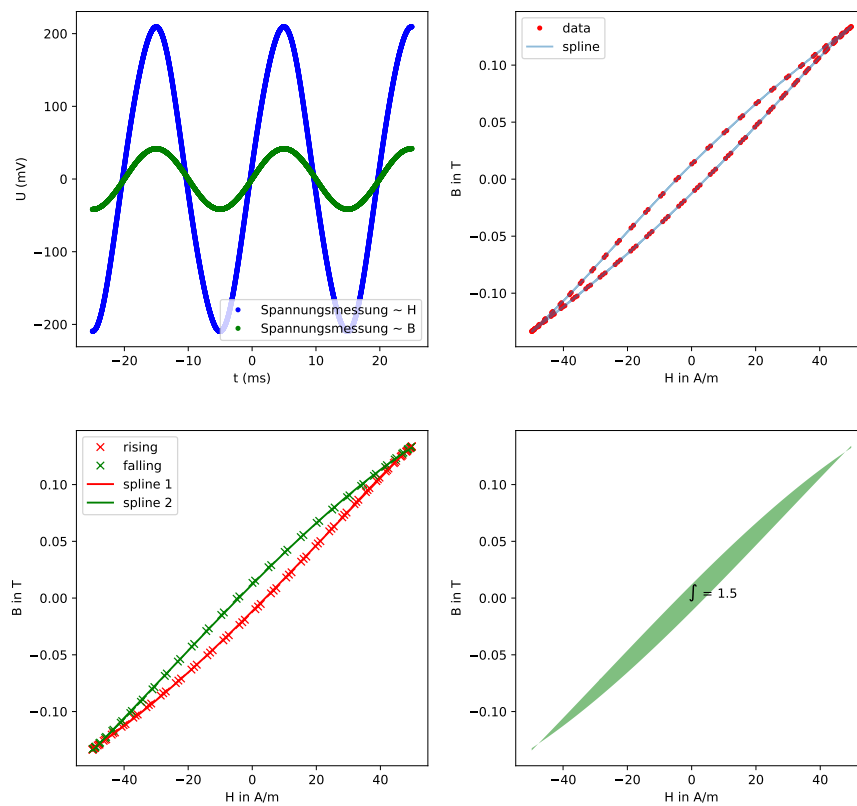 200
100
0
−100
−200
U (mV)
−20
−10
0
10
20
t (ms)
Spannungsmessung ~ H
Spannungsmessung ~ B
0.10
0.05
0.00
−0.05
−0.10
B in T
−40
−20
0
20
40
H in A/m
data
spline
0.10
0.05
0.00
−0.05
−0.10
B in T
−40
−20
0
20
40
H in A/m
rising
falling
spline 1
spline 2
0.10
0.05
0.00
−0.05
−0.10
B in T
−40
−20
0
20
40
H in A/m
∫ = 1.5